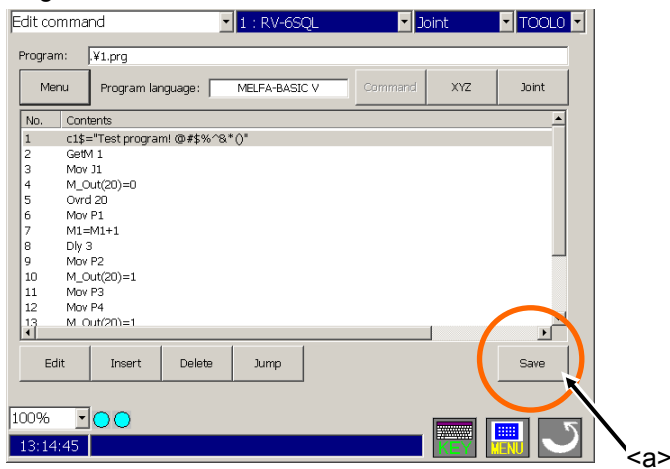 Edit command 1 : RV-6SQL Joint TOOL0
Program: .¥1.prg
Menu Program language: MELFA-BASIC V Command XYZ Joint
No. Contents
1 c1$="Test program! @#$%^&*()"
2 GetM 1
3 Mov J1
4 M_Out(20)=0
5 Ovrd 20
6 Mov P1
7 M1=M1+1
8 Dly 3
9 Mov P2
10 M_Out(20)=1
11 Mov P3
12 Mov P4
13 M_Out(20)=1
Edit Insert Delete Jump Save
100%
13:14:45 KEY MENU
<a>